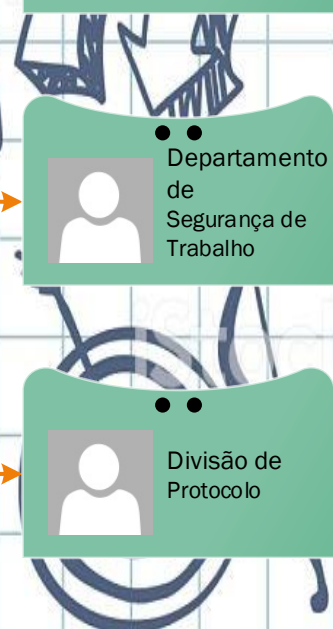 Departamento
de
Segurança de
Trabalho
Divisão de
Protocolo